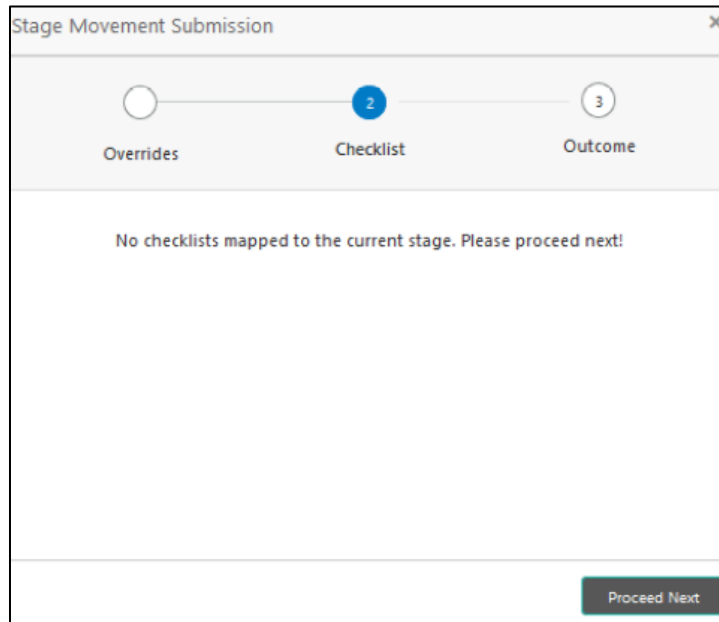 Stage Movement Submission
2
3
Overrides
Checklist
Outcome
No checklists mapped to the current stage. Please proceed next!
Proceed Next